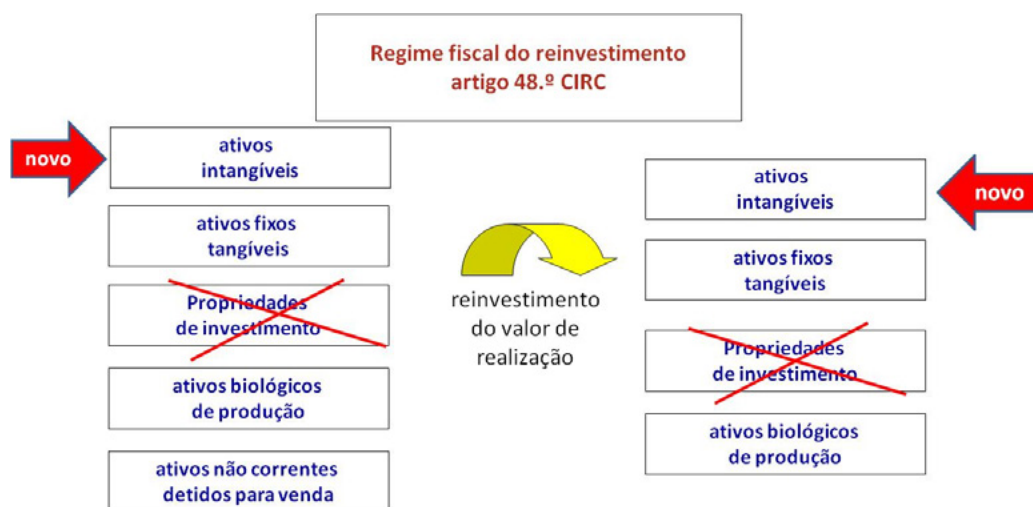 Regime fiscal do reinvestimento
artigo 48.º CIRC
novo
ativos
intangíveis
ativos fixos
tangíveis
Propriedades
de investimento
ativos biológicos
de produção
ativos não correntes
detidos para venda
reinvestimento
do valor de
realização
novo
ativos
intangíveis
ativos fixos
tangíveis
Propriedades
de investimento
ativos biológicos
de produção